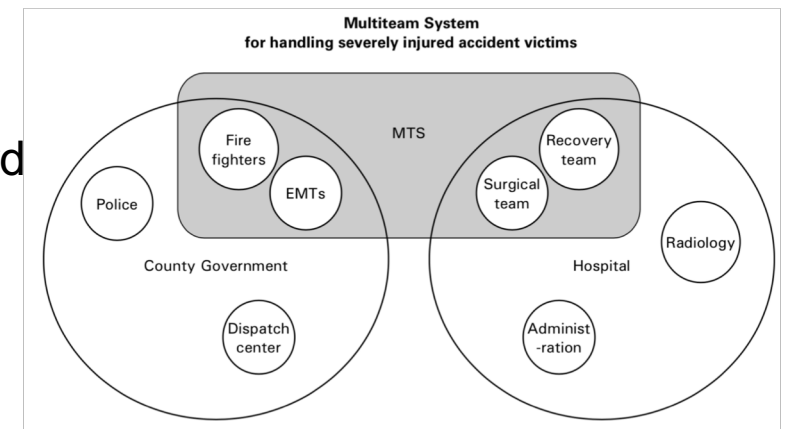 Multiteam System
for handling severely injured accident victims
d
MTS
Fire
fighters
EMTs
Police
County Government
Dispatch
center
Recovery
team
Surgical
team
Radiology
Hospital
Administ
-ration